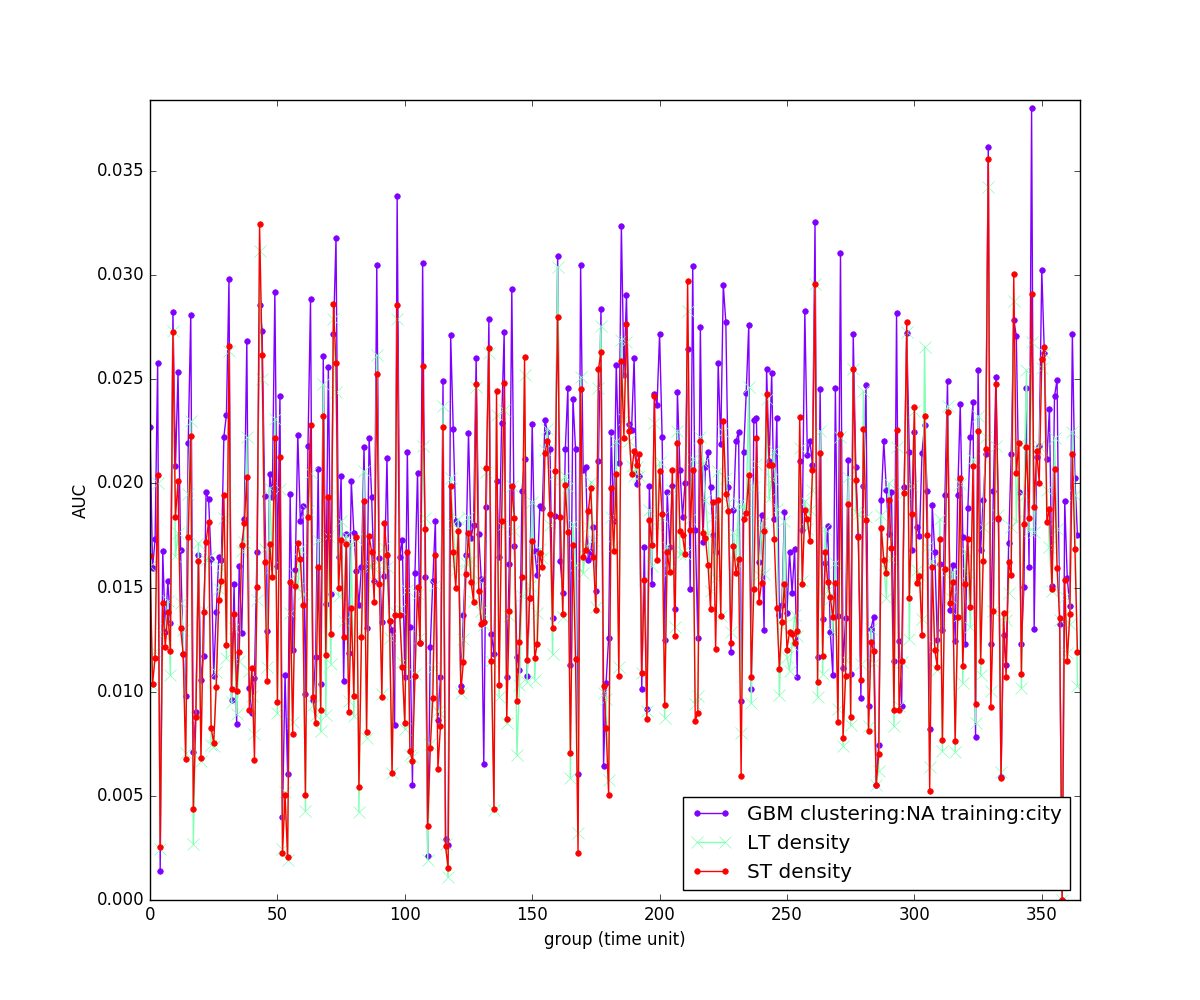 AUC
0.035
0.030
0.025
0.020
0.015
0.010
0.005
0.000
0 50 100 150 200 250 300 350
group (time unit)
GBM clustering:NA training:city
LT density
ST density